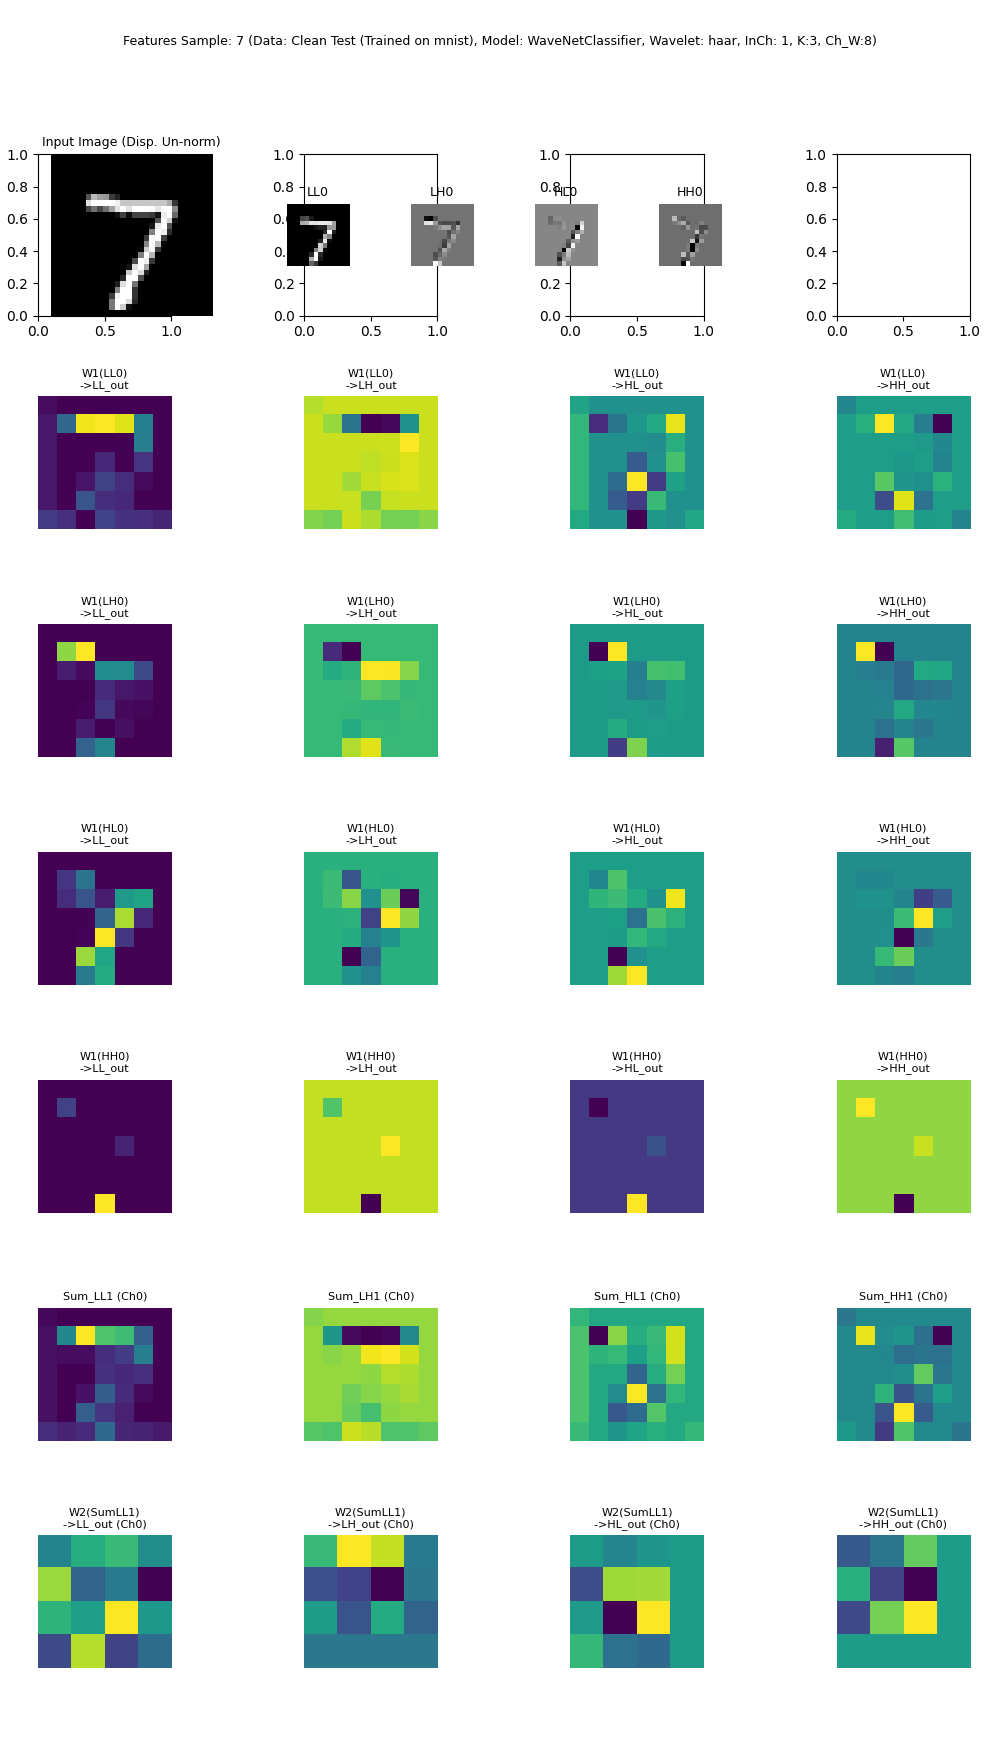 Features Sample: 7 (Data: Clean Test (Trained on mnist), Model: WaveNetClassifier, Wavelet: haar, InCh: 1, K:3, Ch_W:8)
Input Image (Disp. Un-norm)
1.0 0.8 0.6 0.4 0.2 0.0
0.0 0.5 1.0
1.0 0.8 0.6 0.4 0.2 0.0
0.0 0.5 1.0
1.0 0.8 0.6 0.4 0.2 0.0
0.0 0.5 1.0
1.0 0.8 0.6 0.4 0.2 0.0
0.0 0.5 1.0
LL0 LH0 HL0 HH0
7
W1(LL0)
->LL_out
W1(LL0)
->LH_out
W1(LL0)
->HL_out
W1(LL0)
->HH_out
W1(LH0)
->LL_out
W1(LH0)
->LH_out
W1(LH0)
->HL_out
W1(LH0)
->HH_out
W1(HL0)
->LL_out
W1(HL0)
->LH_out
W1(HL0)
->HL_out
W1(HL0)
->HH_out
W1(HH0)
->LL_out
W1(HH0)
->LH_out
W1(HH0)
->HL_out
W1(HH0)
->HH_out
Sum_LL1 (Ch0)
Sum_LH1 (Ch0)
Sum_HL1 (Ch0)
Sum_HH1 (Ch0)
W2(SumLL1)
->LL_out (Ch0)
W2(SumLL1)
->LH_out (Ch0)
W2(SumLL1)
->HL_out (Ch0)
W2(SumLL1)
->HH_out (Ch0)